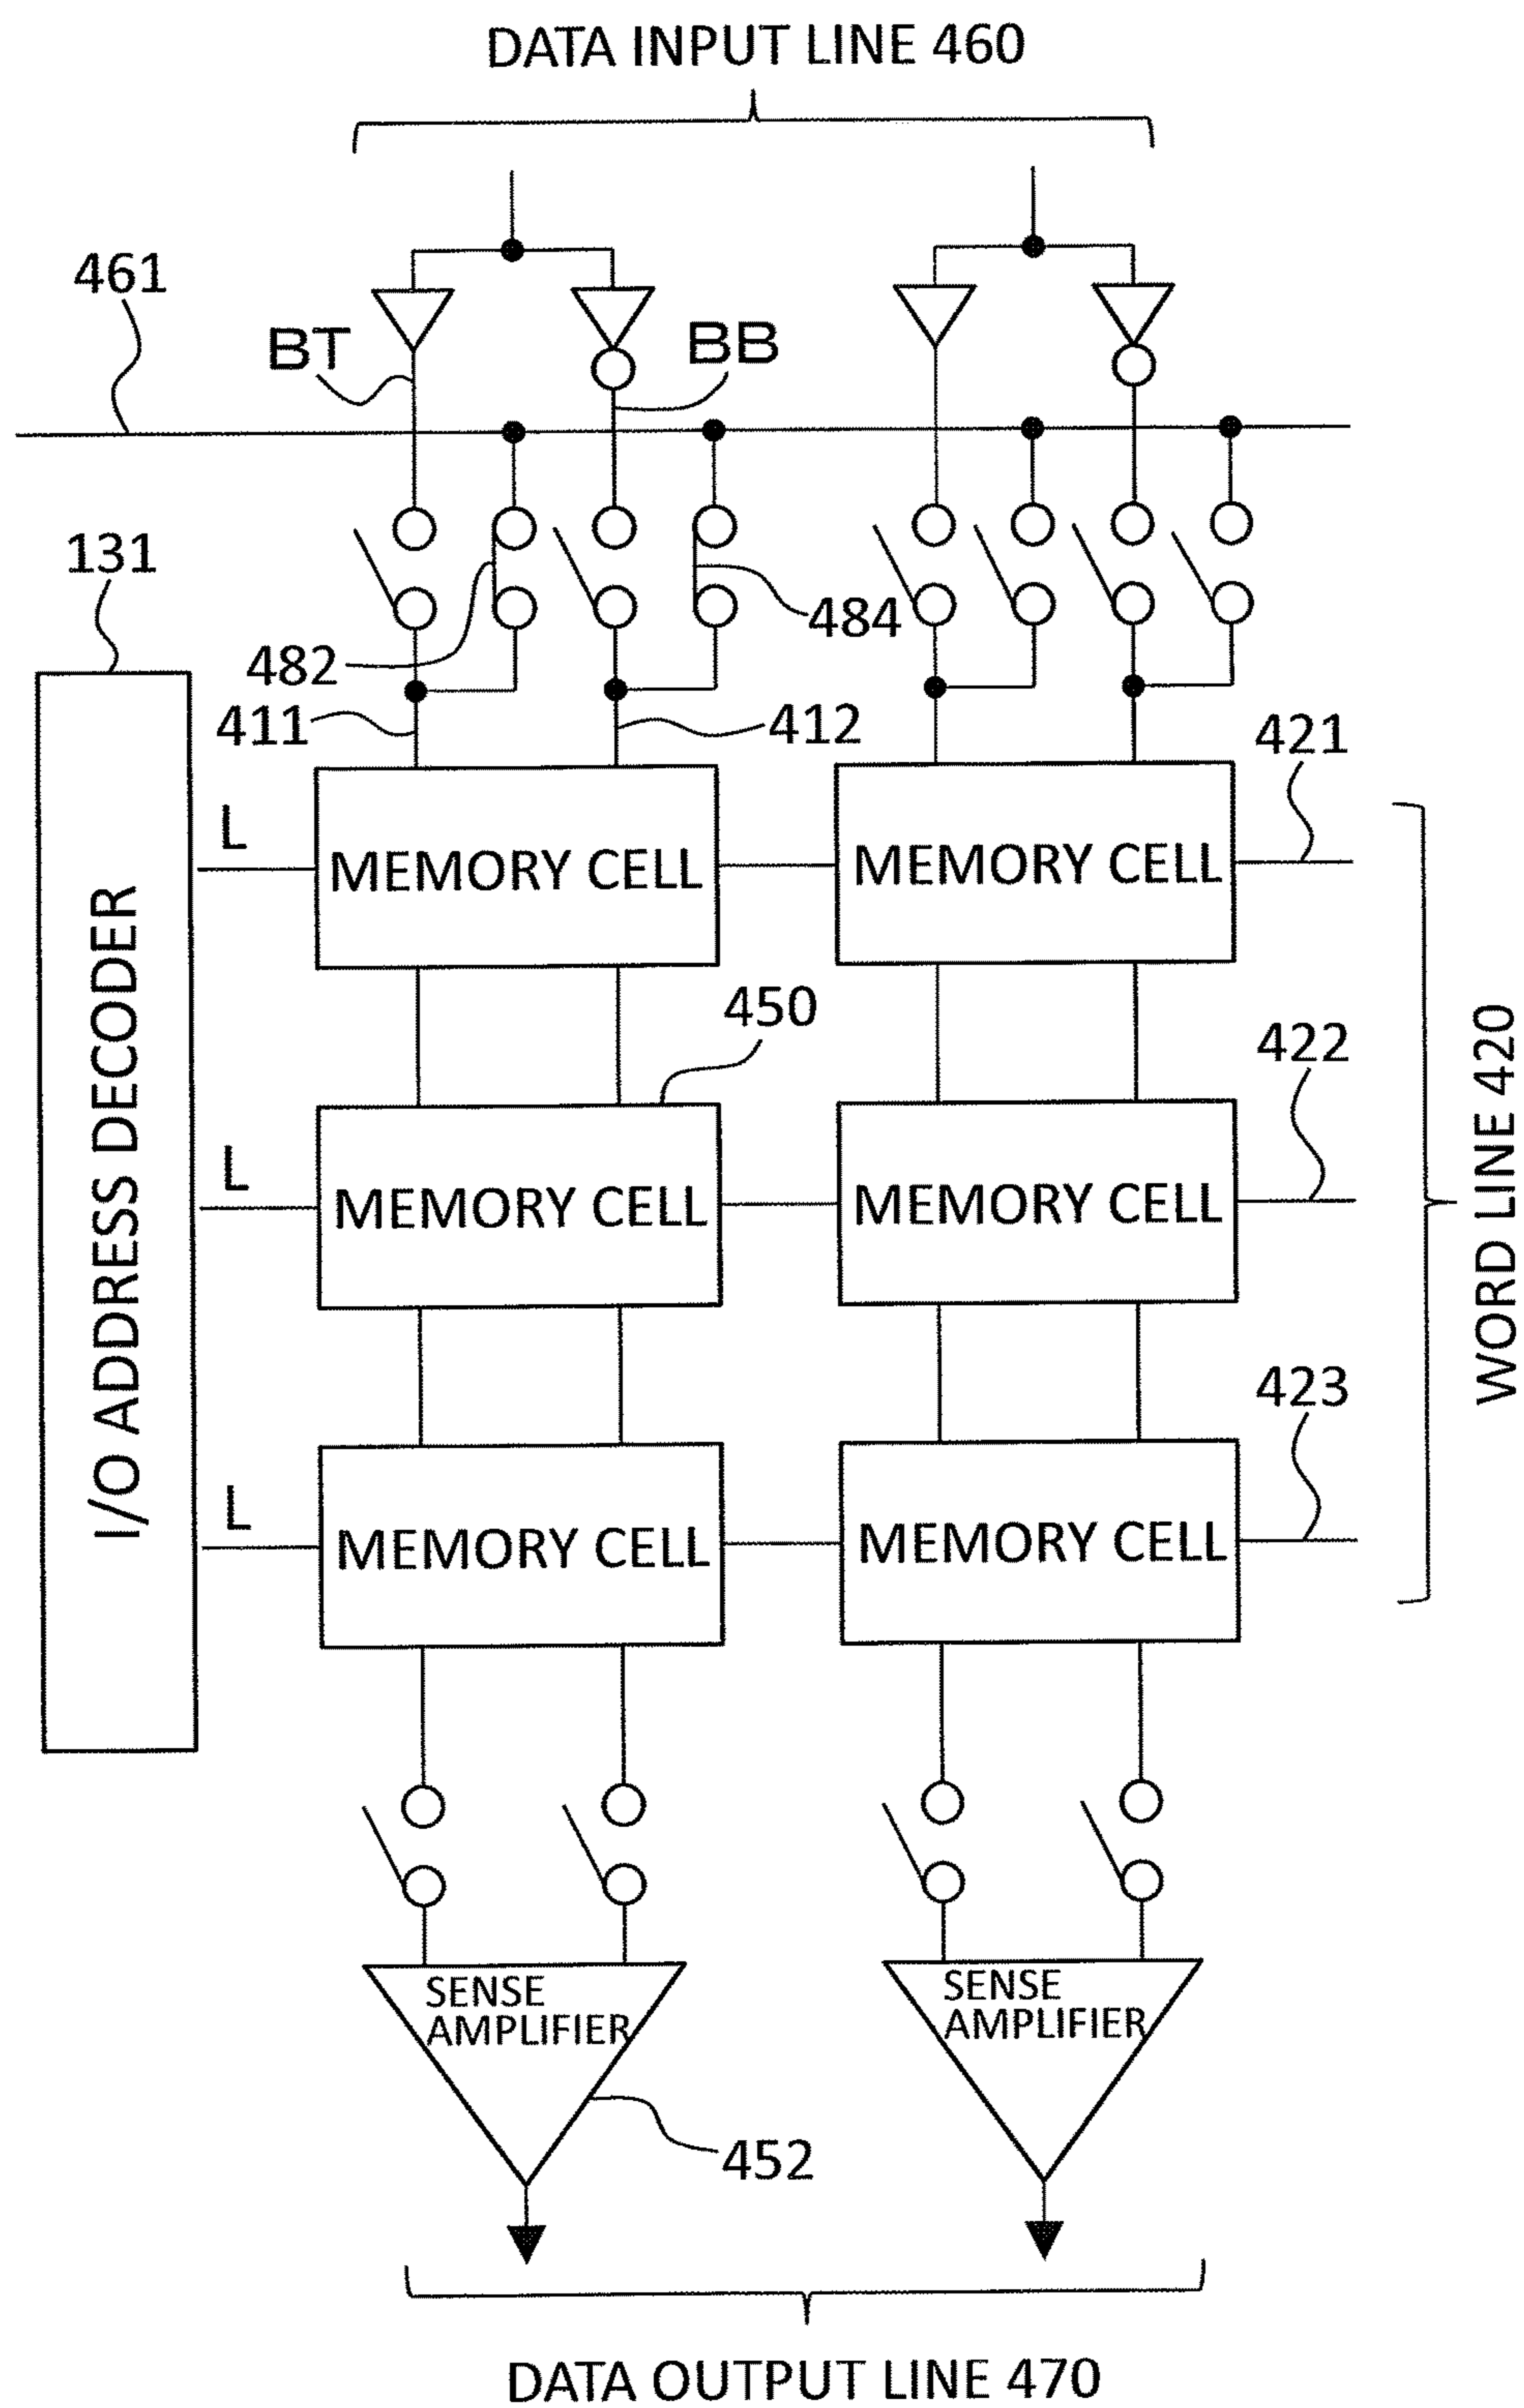 DATA INPUT LINE 460
461
BT
BB
131
482
484
411
412
421
L
MEMORY CELL
MEMORY CELL
450
422
L
MEMORY CELL
MEMORY CELL
423
L
MEMORY CELL
MEMORY CELL
I/O ADDRESS DECODER
WORD LINE 420
SENSE
AMPLIFIER
SENSE
AMPLIFIER
452
DATA OUTPUT LINE 470